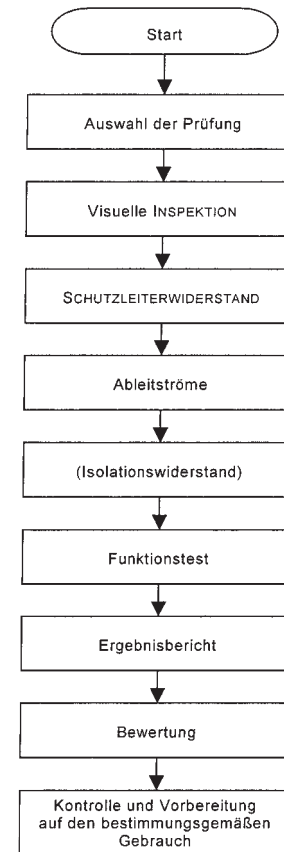 Start
Auswahl der Prüfung
Visuelle INSPEKTION
SCHUTZLEITERWIDERSTAND
Ableitströme
(Isolationswiderstand)
Funktionstest
Ergebnisbericht
Bewertung
Kontrolle und Vorbereitung
auf den bestimmungsgemäßen
Gebrauch